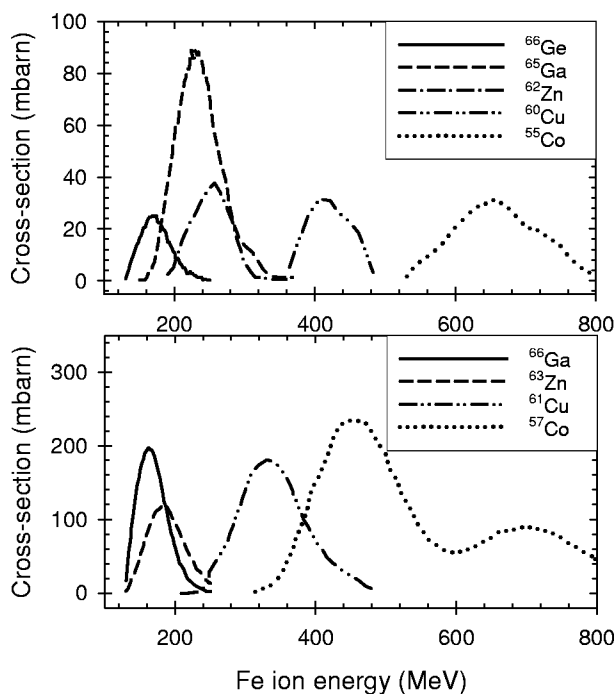 Cross-section (mbarn)
100
80
60
40
20
0
⁶⁶Ge
⁶⁵Ga
⁶²Zn
⁶⁰Cu
⁵⁵Co
200 400 600 800
Cross-section (mbarn)
300
200
100
0
⁶⁶Ga
⁶³Zn
⁶¹Cu
⁵⁷Co
200 400 600 800
Fe ion energy (MeV)